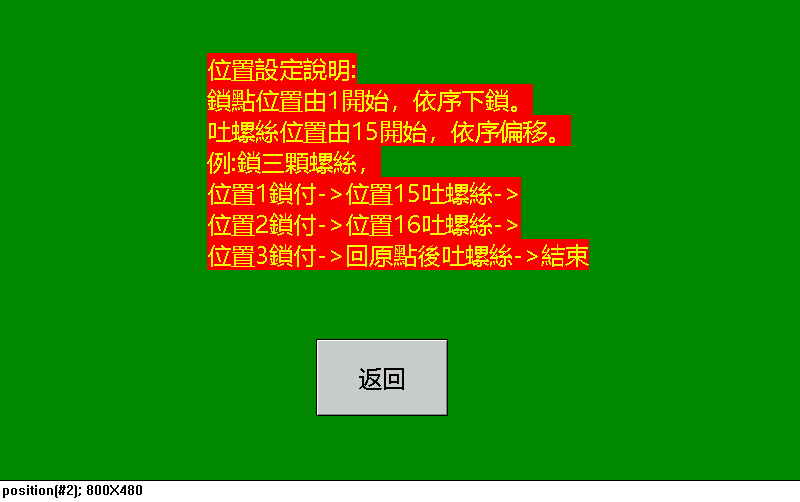 位置設定說明:
鎖點位置由1開始，依序下鎖。
吐螺絲位置由15開始，依序偏移。
例:鎖三顆螺絲，
位置1鎖付->位置15吐螺絲->
位置2鎖付->位置16吐螺絲->
位置3鎖付->回原點後吐螺絲->結束
返回
position(#2); 800X480